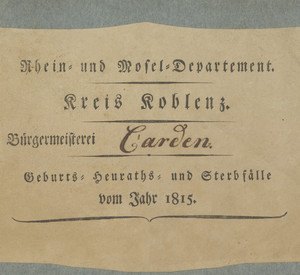 Rhein- und Mosel-Departement.
Kreis Koblenz.
Bürgermeisterei Carden.
Geburts- Heuraths- und Sterbfälle
vom Jahr 1815.